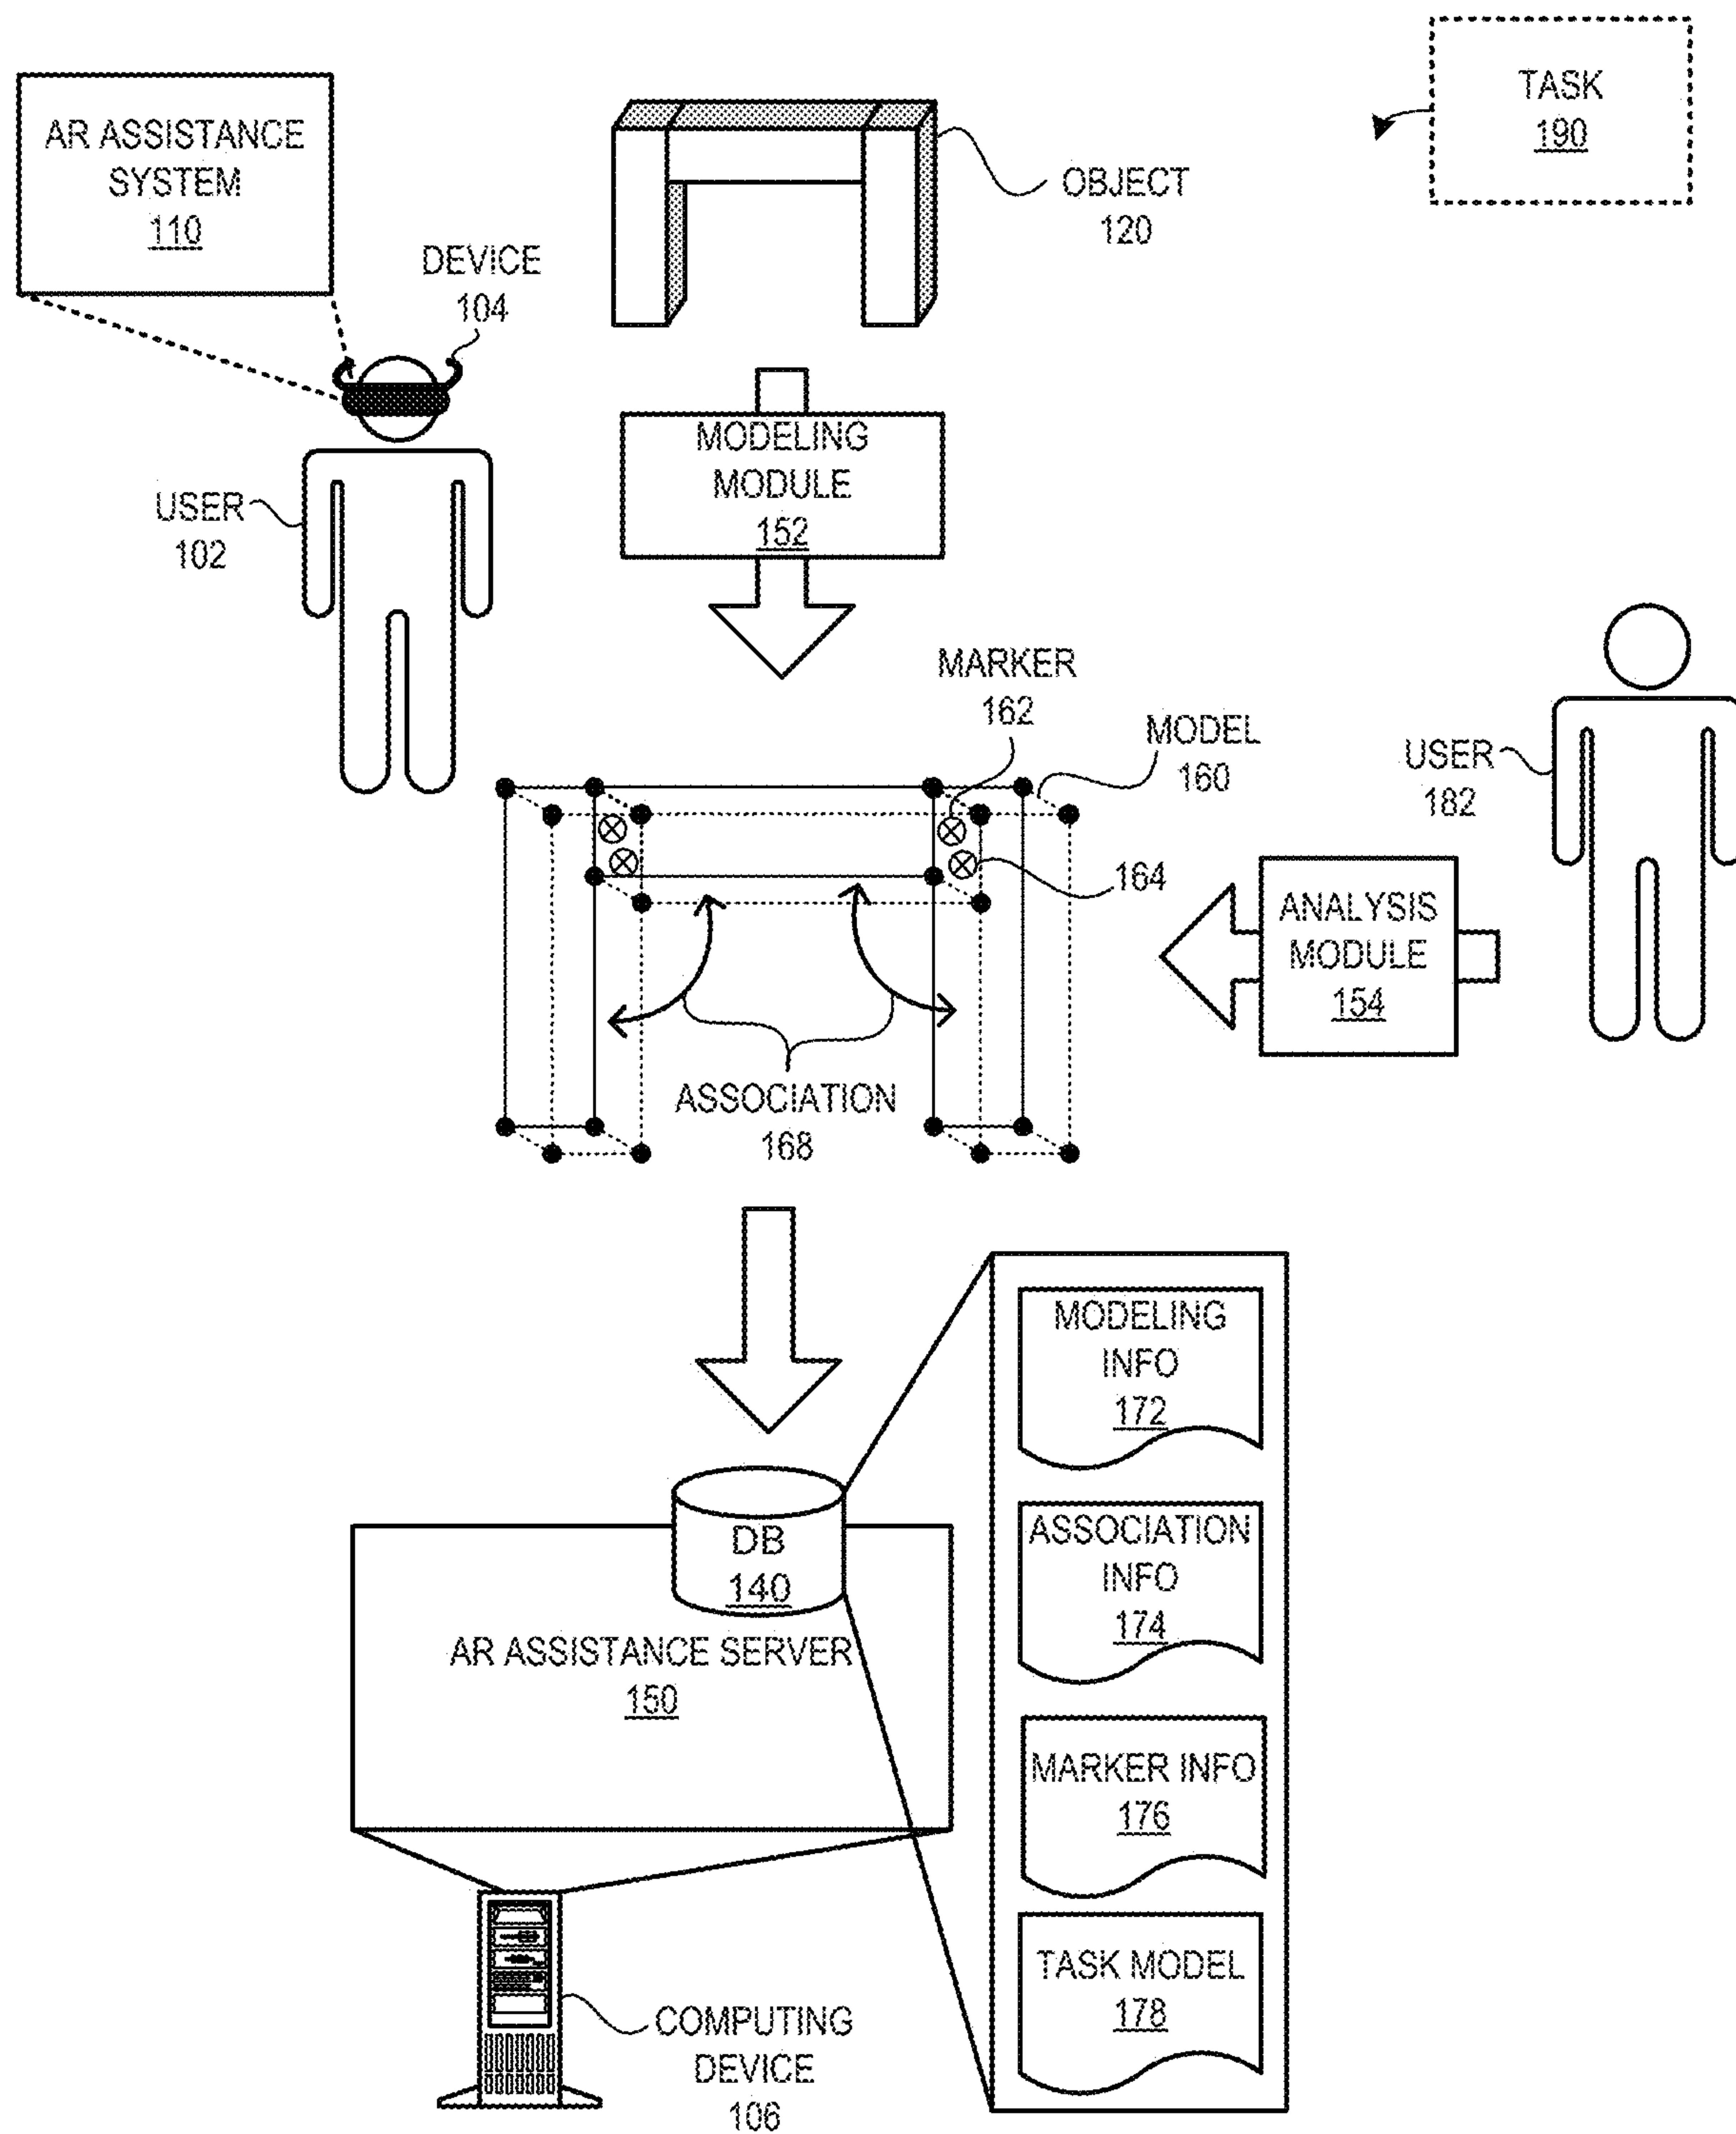 TASK
190
AR ASSISTANCE
SYSTEM
110
OBJECT
120
DEVICE
104
MODELING
MODULE
152
USER
102
MARKER
162
MODEL
160
USER
182
164
ANALYSIS
MODULE
154
ASSOCIATION
168
MODELING
INFO
172
DB
140
ASSOCIATION
INFO
174
AR ASSISTANCE SERVER
150
MARKER INFO
176
TASK MODEL
178
COMPUTING
DEVICE
106